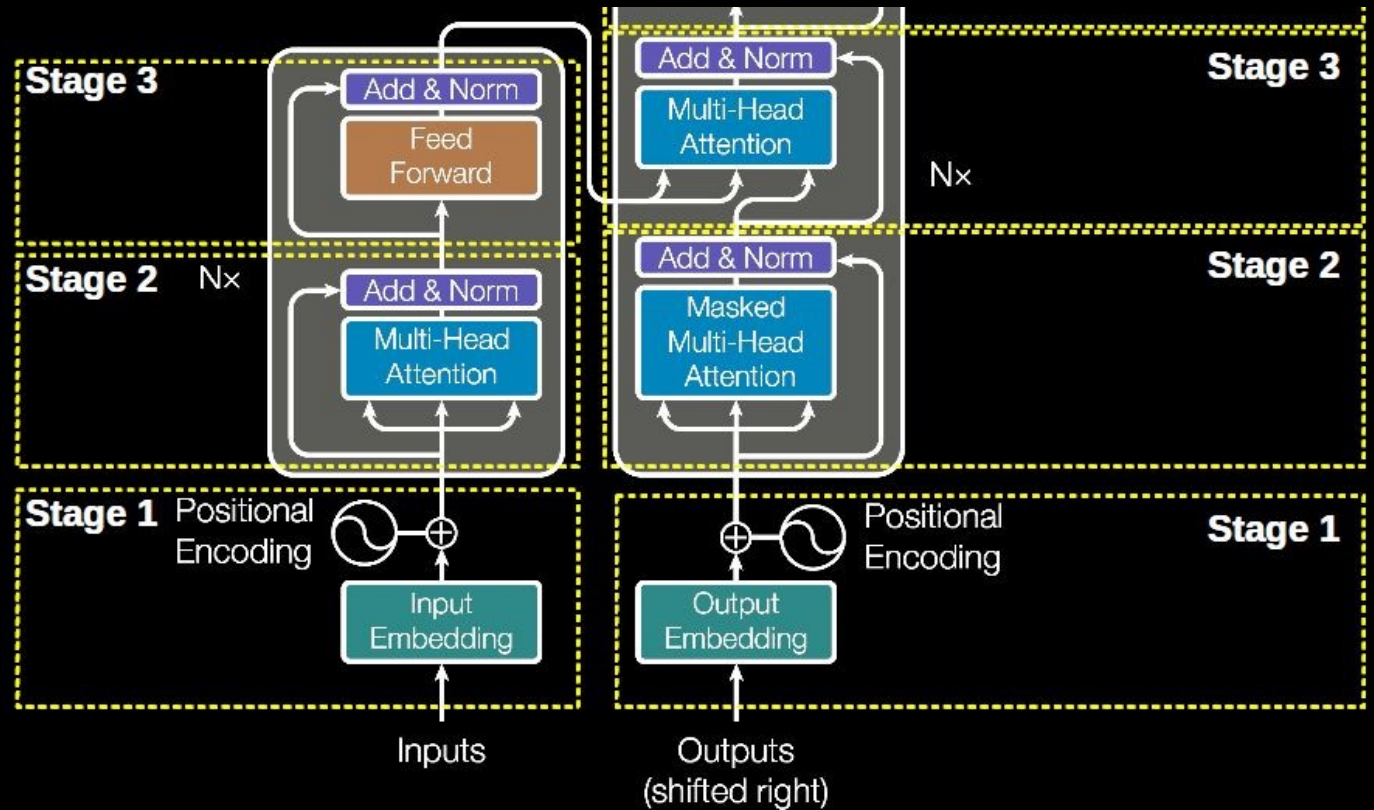 Stage 3
Add & Norm
Feed
Forward
Stage 2
Nx
Add & Norm
Multi-Head
Attention
Stage 1
Positional
Encoding
Input
Embedding
Inputs
Add & Norm
Multi-Head
Attention
Stage 3
Nx
Add & Norm
Masked
Multi-Head
Attention
Stage 2
Positional
Encoding
Stage 1
Output
Embedding
Outputs
(shifted right)